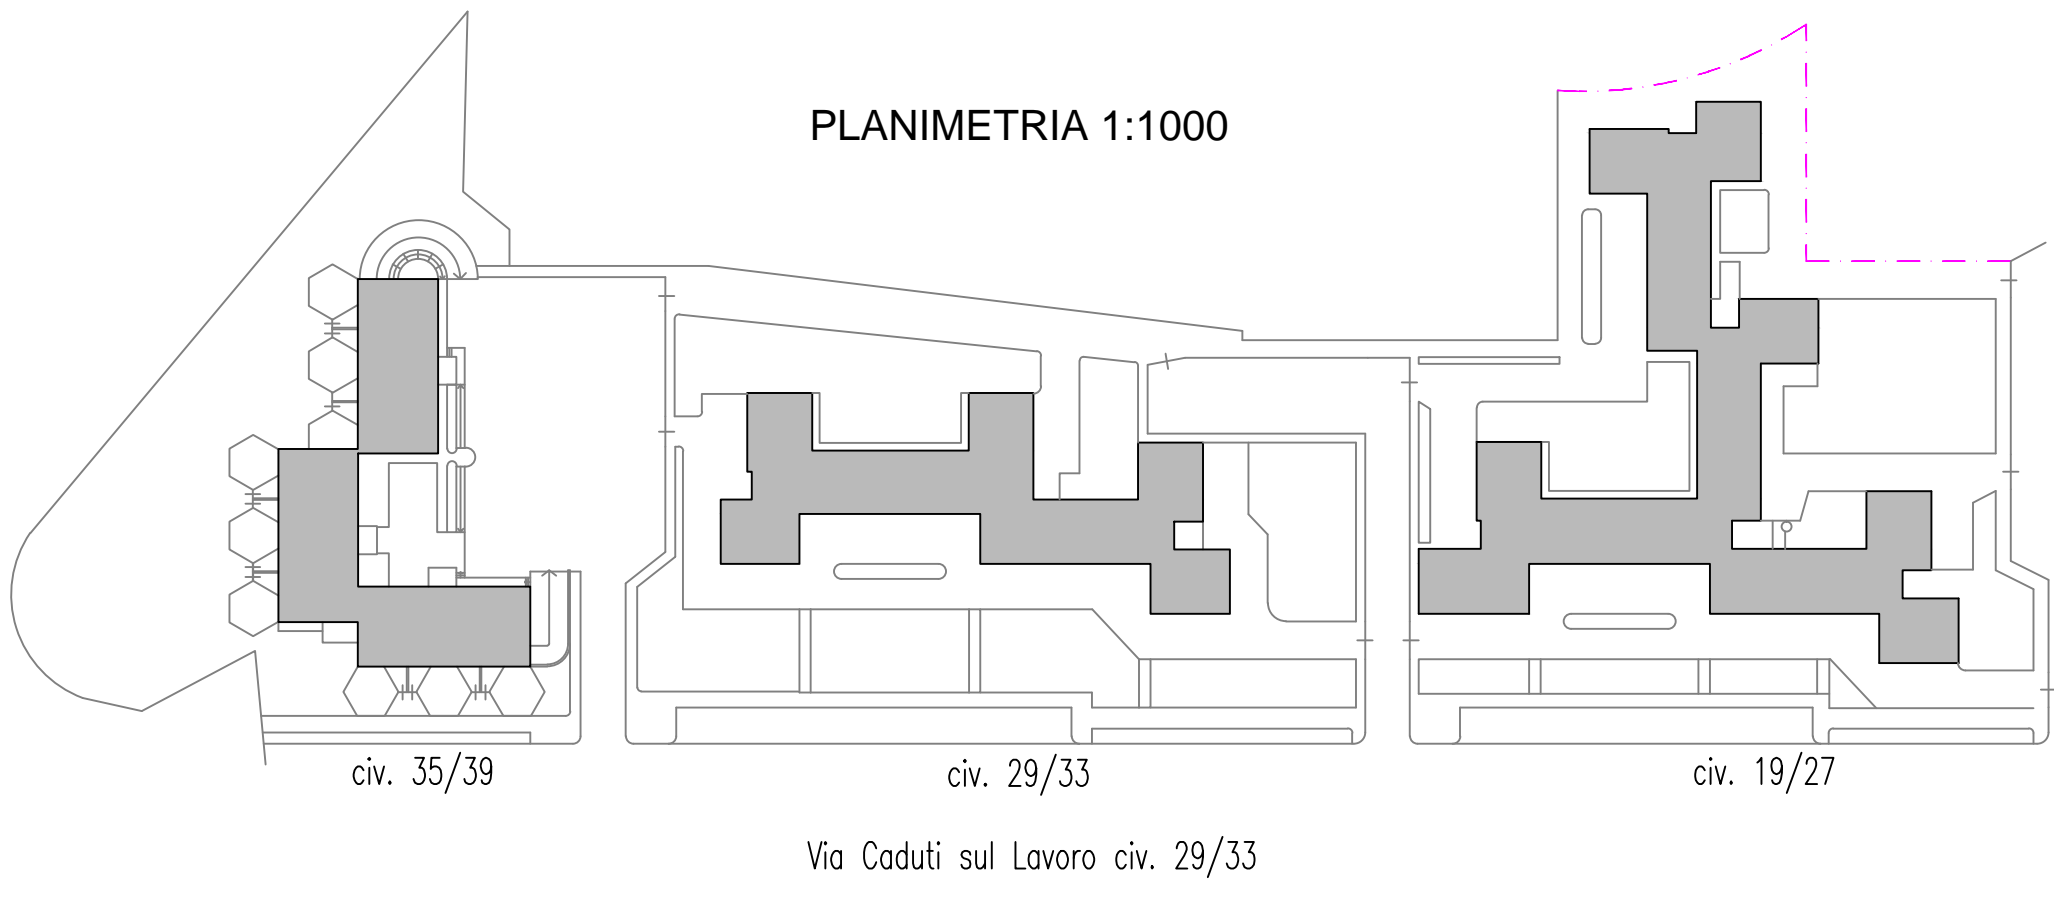 PLANIMETRIA 1:1000
civ. 35/39
civ. 29/33
civ. 19/27
Via Caduti sul Lavoro civ. 29/33